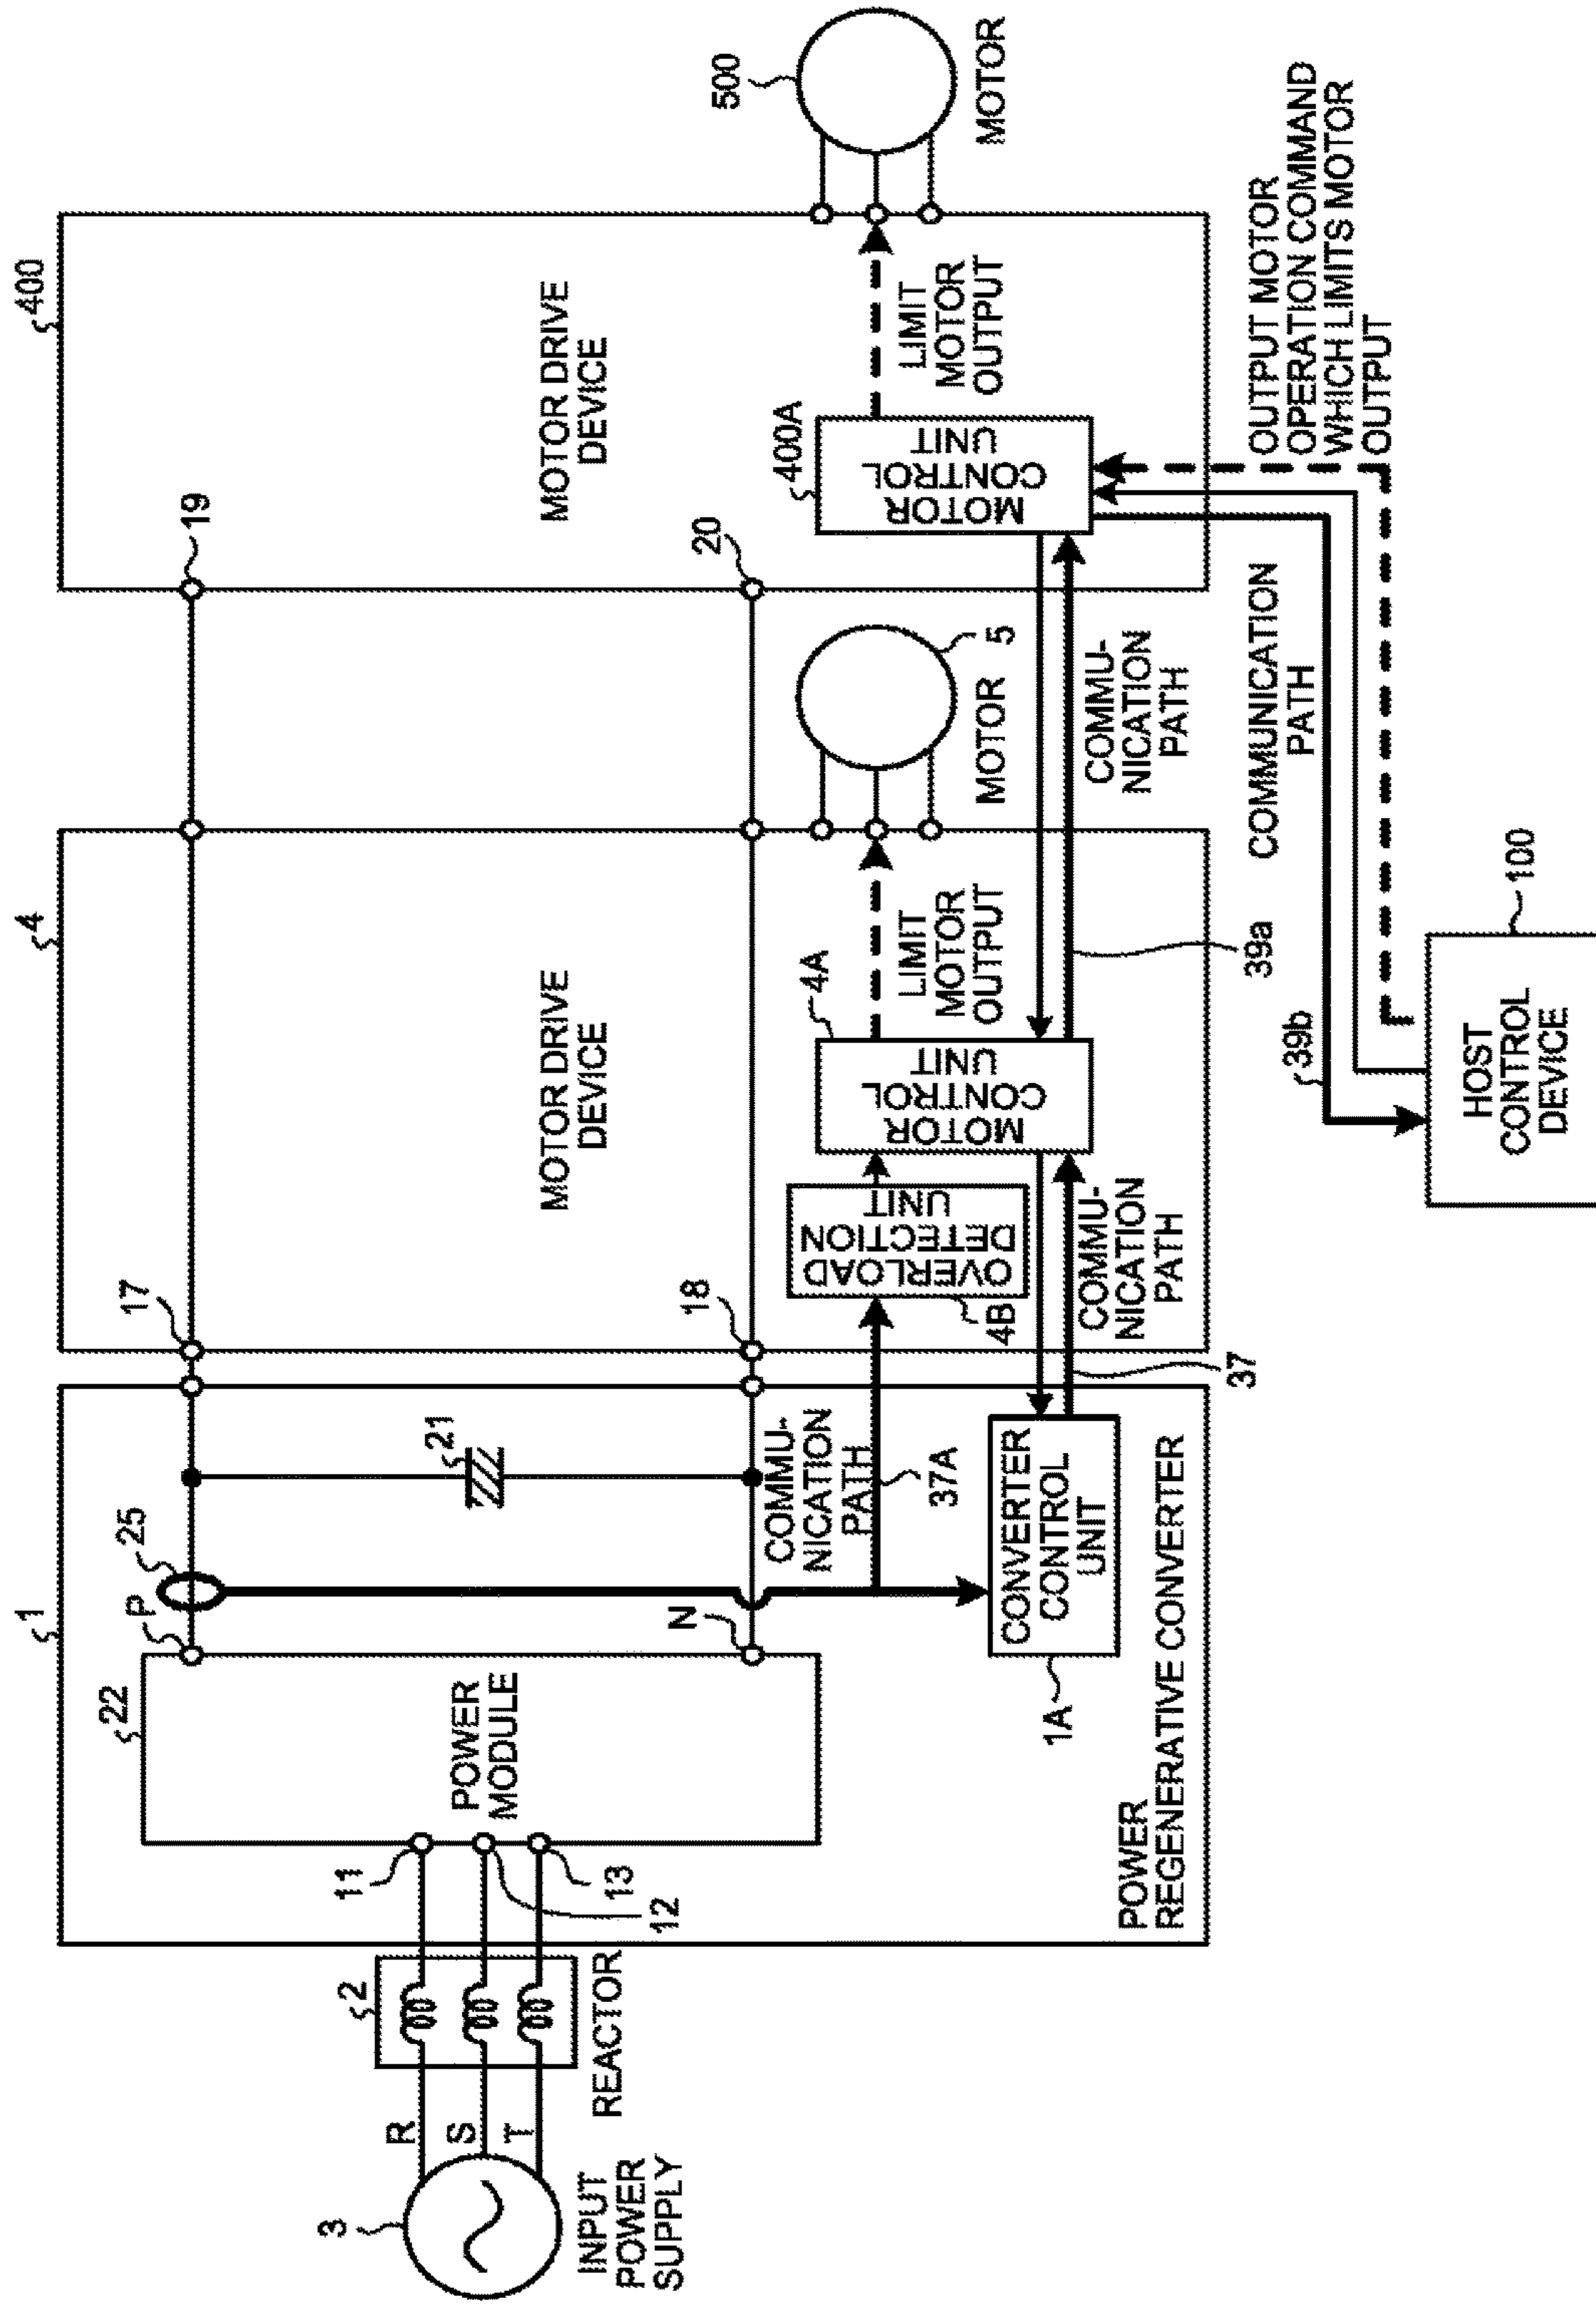 1
22
P
25
POWER
MODULE
N
11
12
13
2
REACTOR
R
S
T
3
INPUT
POWER
SUPPLY
21
COMMU-
NICATION
PATH
37A
CONVERTER
CONTROL
UNIT
1A
POWER
REGENERATIVE CONVERTER
4
17
18
MOTOR DRIVE
DEVICE
OVERLOAD
DETECTION
UNIT
4B
MOTOR
CONTROL
UNIT
4A
LIMIT
MOTOR
OUTPUT
COMMU-
NICATION
PATH
37
MOTOR
5
COMMU-
NICATION
PATH
39a
400
19
20
MOTOR DRIVE
DEVICE
MOTOR
CONTROL
UNIT
400A
LIMIT
MOTOR
OUTPUT
500
MOTOR
COMMUNICATION
PATH
39b
OUTPUT MOTOR
OPERATION COMMAND
WHICH LIMITS MOTOR
OUTPUT
HOST
CONTROL
DEVICE
100